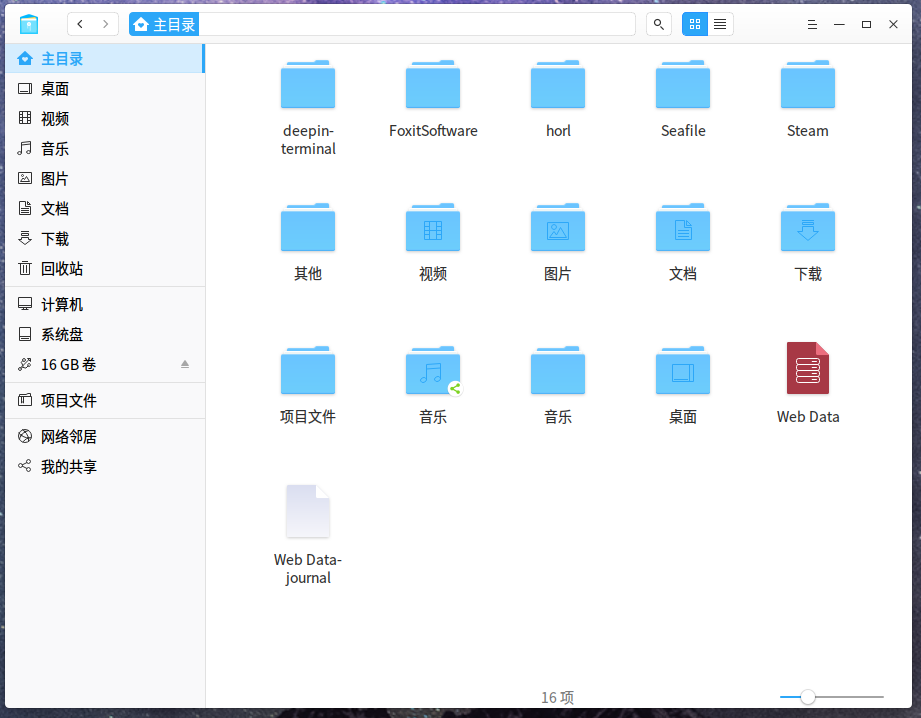 主目录
主目录
桌面
视频
音乐
图片
文档
下载
回收站
计算机
系统盘
16 GB 卷
项目文件
网络邻居
我的共享
deepin-
terminal
FoxitSoftware
horl
Seafile
Steam
其他
视频
图片
文档
下载
项目文件
音乐
音乐
桌面
Web Data
Web Data-
journal
16 项